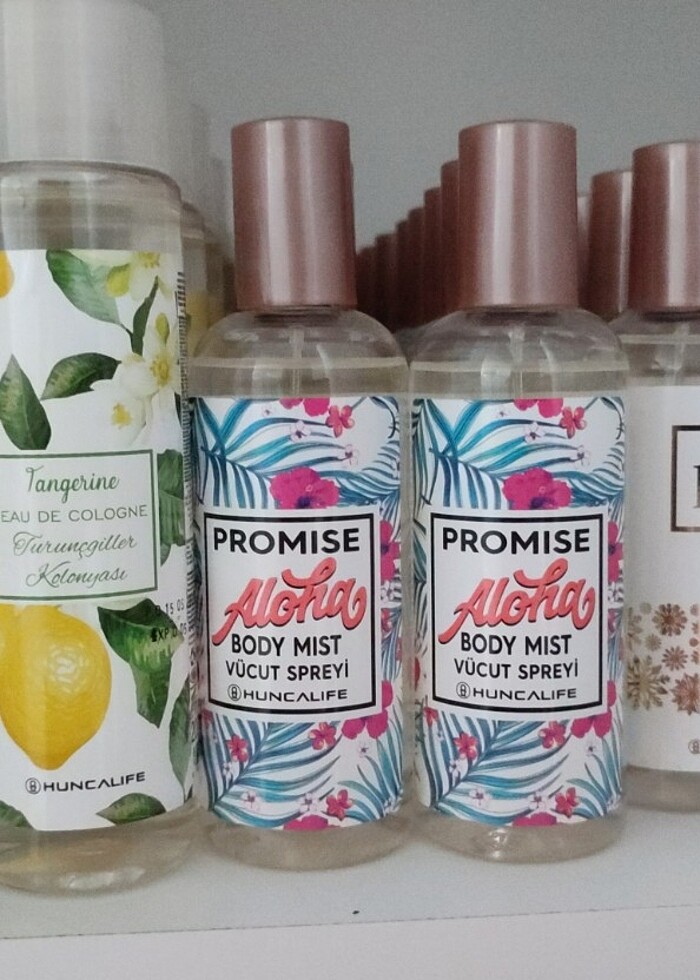 Tangerine
EAU DE COLOGNE
Turunçgiller
Kolonyası
HUNCALIFE
PROMISE
Aloha
BODY MIST
VÜCUT SPREYİ
HUNCALIFE
PROMISE
Aloha
BODY MIST
VÜCUT SPREYİ
HUNCALIFE